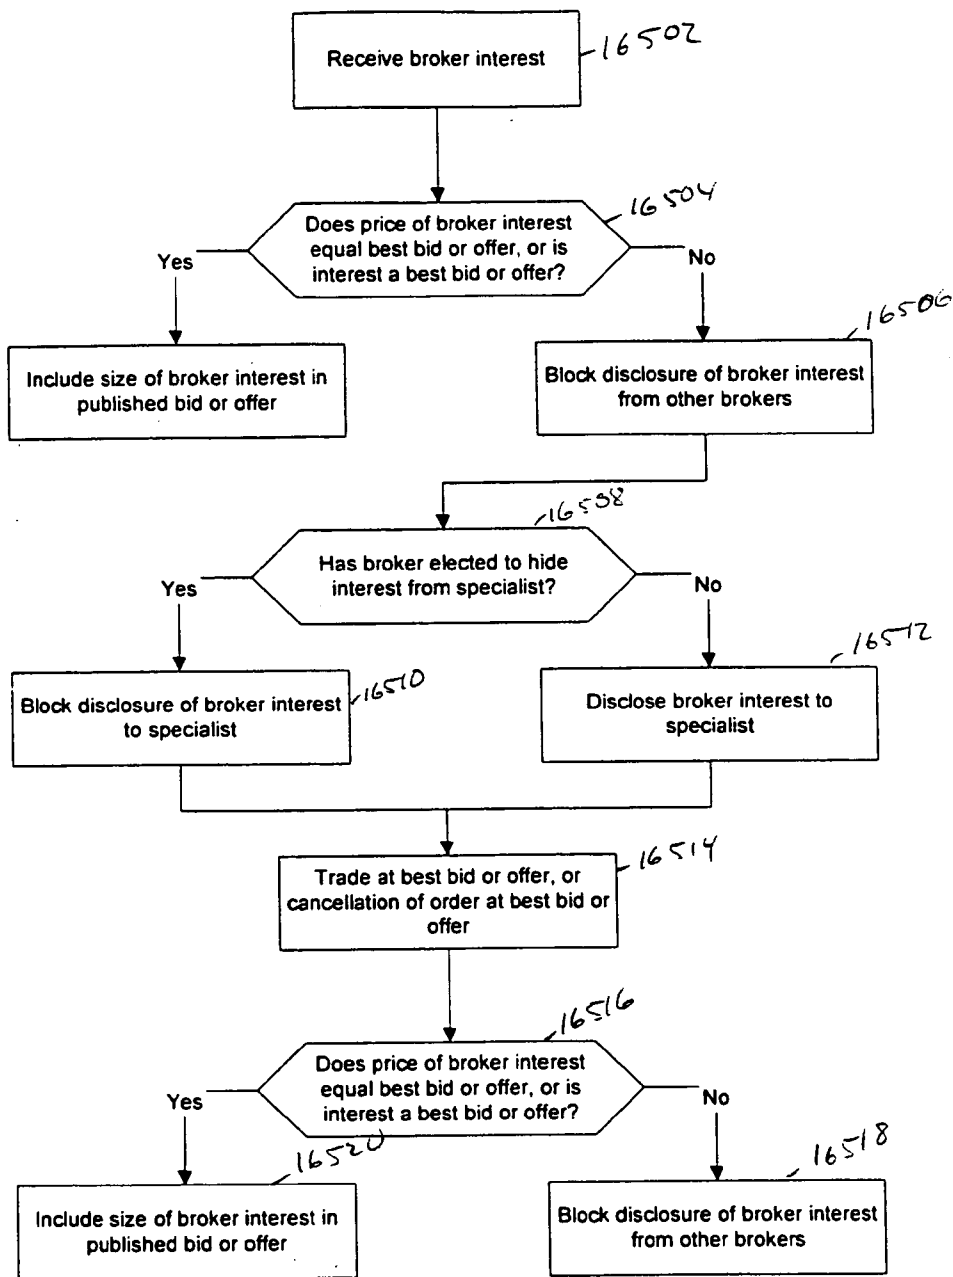 Receive broker interest
16502
Does price of broker interest
equal best bid or offer, or is
interest a best bid or offer?
16504
Yes
No
Include size of broker interest in
published bid or offer
Block disclosure of broker interest
from other brokers
16506
Has broker elected to hide
interest from specialist?
16508
Yes
No
Block disclosure of broker interest
to specialist
16510
Disclose broker interest to
specialist
16512
Trade at best bid or offer, or
cancellation of order at best bid or
offer
16514
Does price of broker interest
equal best bid or offer, or is
interest a best bid or offer?
16516
Yes
No
Include size of broker interest in
published bid or offer
16520
Block disclosure of broker interest
from other brokers
16518